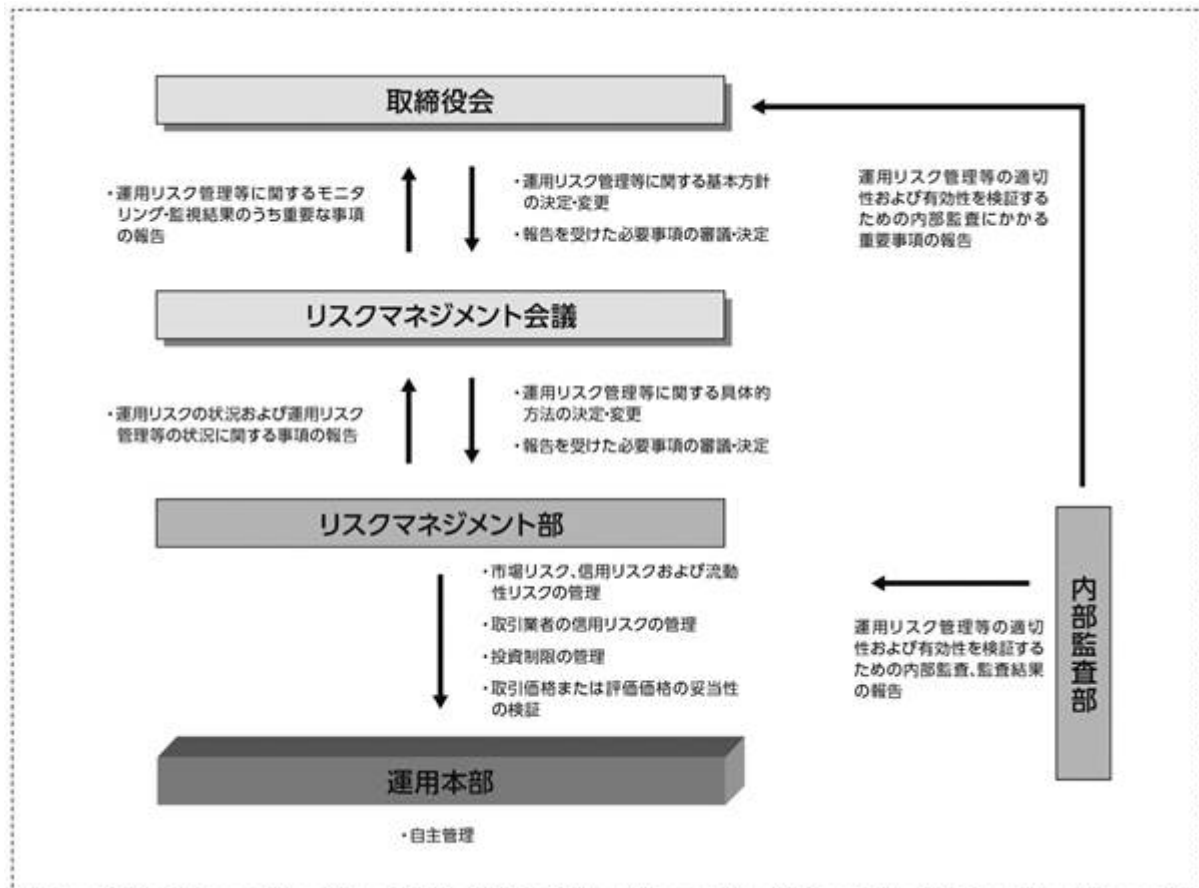 取締役会
・運用リスク管理等に関するモニタ
リング・監視結果のうち重要な事項
の報告
・運用リスク管理等に関する基本方針
の決定・変更
・報告を受けた必要事項の審議・決定
運用リスク管理等の適切
性および有効性を検証す
るための内部監査にかかる
重要事項の報告
リスクマネジメント会議
・運用リスクの状況および運用リスク
管理等の状況に関する事項の報告
・運用リスク管理等に関する具体的
方法の決定・変更
・報告を受けた必要事項の審議・決定
リスクマネジメント部
・市場リスク、信用リスクおよび流動
性リスクの管理
・取引業者の信用リスクの管理
・投資制限の管理
・取引価格または評価価格の妥当性
の検証
運用リスク管理等の適切
性および有効性を検証する
ための内部監査、監査結果
の報告
内部監査部
運用本部
・自主管理